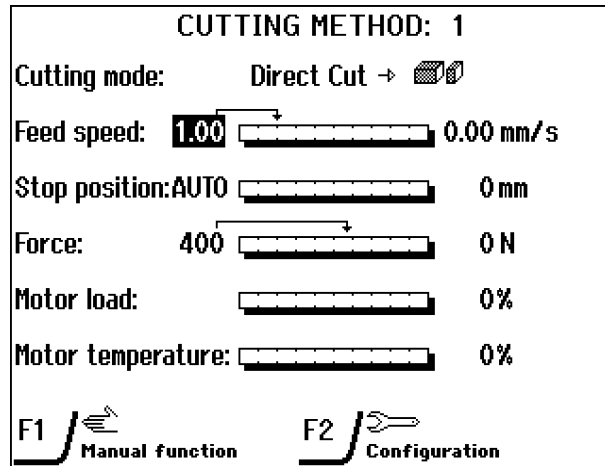 CUTTING METHOD: 1
Cutting mode: Direct Cut
Feed speed: 1.00 0.00 mm/s
Stop position:AUTO 0 mm
Force: 400 0 N
Motor load: 0%
Motor temperature: 0%
F1 Manual function F2 Configuration